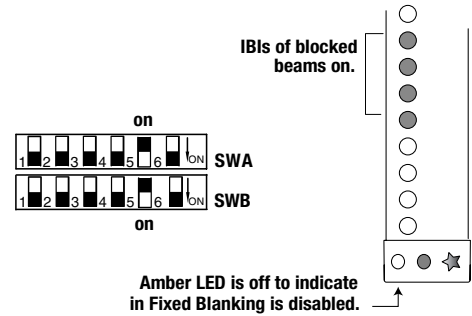 IBIs of blocked
beams on.
on
1 2 3 4 5 6 ON SWA
1 2 3 4 5 6 ON SWB
on
Amber LED is off to indicate
in Fixed Blanking is disabled.